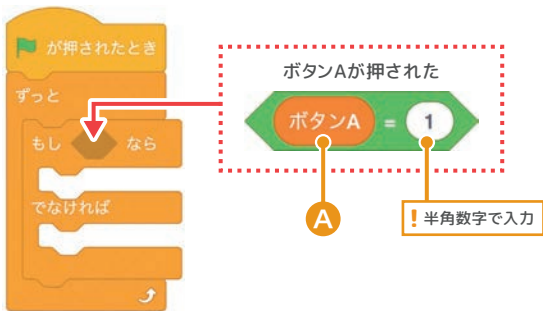 が押されたとき
ずっと
もし なら
でなければ
ボタンAが押された
ボタンA = 1
A
! 半角数字で入力